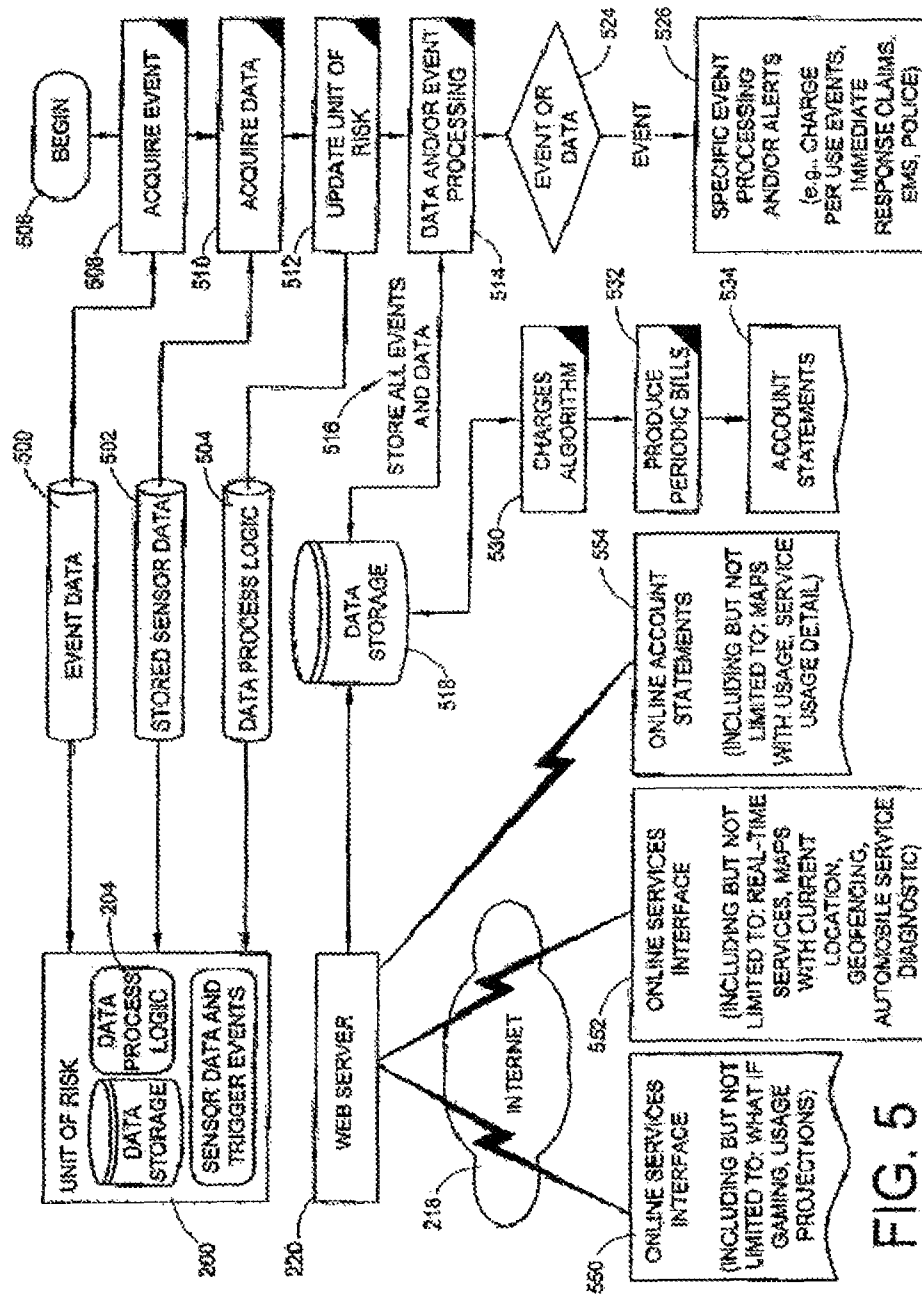 506
BEGIN
508
ACQUIRE EVENT
510
ACQUIRE DATA
512
UPDATE UNIT OF
RISK
514
DATA AND/OR EVENT
PROCESSING
524
EVENT OR
DATA
EVENT
526
SPECIFIC EVENT
PROCESSING
AND/OR ALERTS
(e.g., CHARGE
PER USE EVENTS,
IMMEDIATE
RESPONSE CLAIMS,
EMS, POLICE)
500
EVENT DATA
502
STORED SENSOR DATA
504
DATA PROCESS LOGIC
516
STORE ALL EVENTS
AND DATA
DATA
STORAGE
518
530
CHARGES
ALGORITHM
532
PRODUCE
PERIODIC BILLS
534
ACCOUNT
STATEMENTS
UNIT OF RISK
204
DATA
STORAGE
DATA
PROCESS
LOGIC
SENSOR DATA AND
TRIGGER EVENTS
200
220
WEB SERVER
218
INTERNET
550
ONLINE SERVICES
INTERFACE
(INCLUDING BUT NOT
LIMITED TO: WHAT IF
GAMING, USAGE
PROJECTIONS)
552
ONLINE SERVICES
INTERFACE
(INCLUDING BUT NOT
LIMITED TO: REAL-TIME
SERVICES, MAPS
WITH CURRENT
LOCATION,
GEOFENCING,
AUTOMOBILE SERVICE
DIAGNOSTIC)
554
ONLINE ACCOUNT
STATEMENTS
(INCLUDING BUT NOT
LIMITED TO: MAPS
WITH USAGE, SERVICE
USAGE DETAIL)
FIG. 5